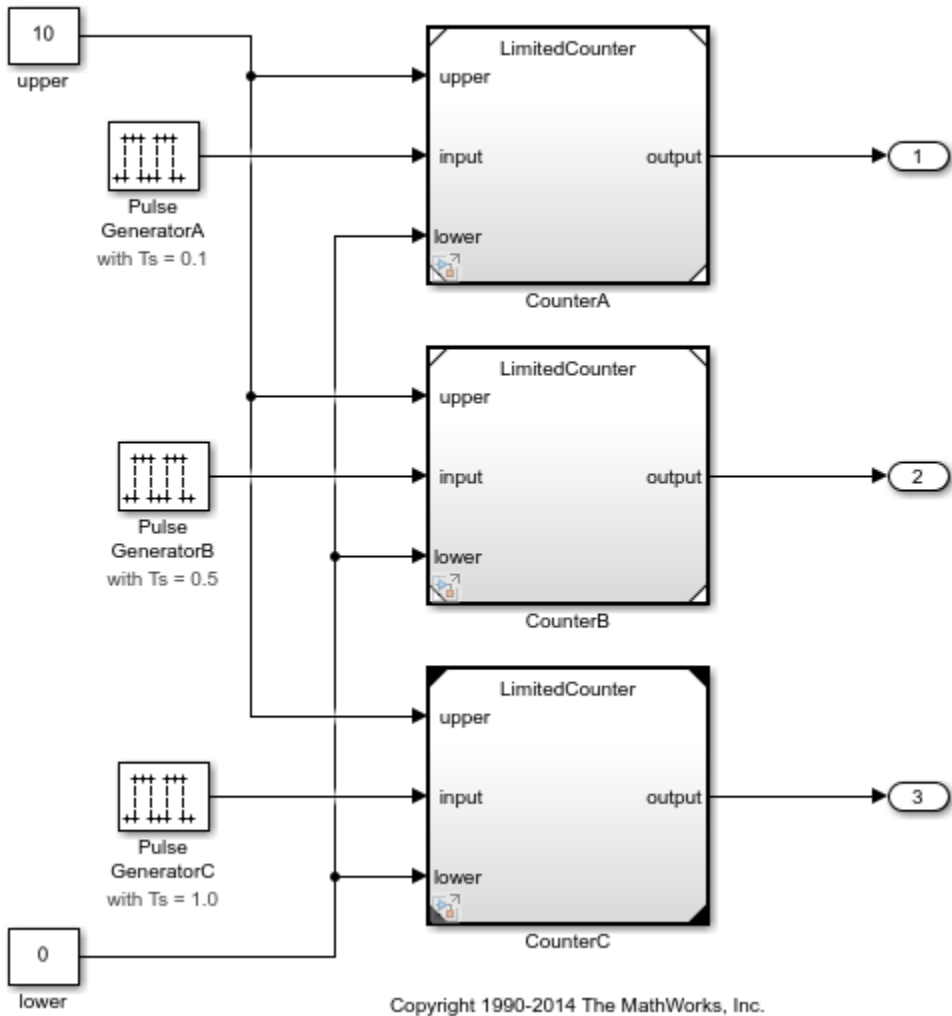 10
upper
LimitedCounter
upper
input
output
lower
1
Pulse
GeneratorA
with Ts = 0.1
CounterA
LimitedCounter
upper
input
output
lower
2
Pulse
GeneratorB
with Ts = 0.5
CounterB
LimitedCounter
upper
input
output
lower
3
Pulse
GeneratorC
with Ts = 1.0
CounterC
0
lower
Copyright 1990-2014 The MathWorks, Inc.